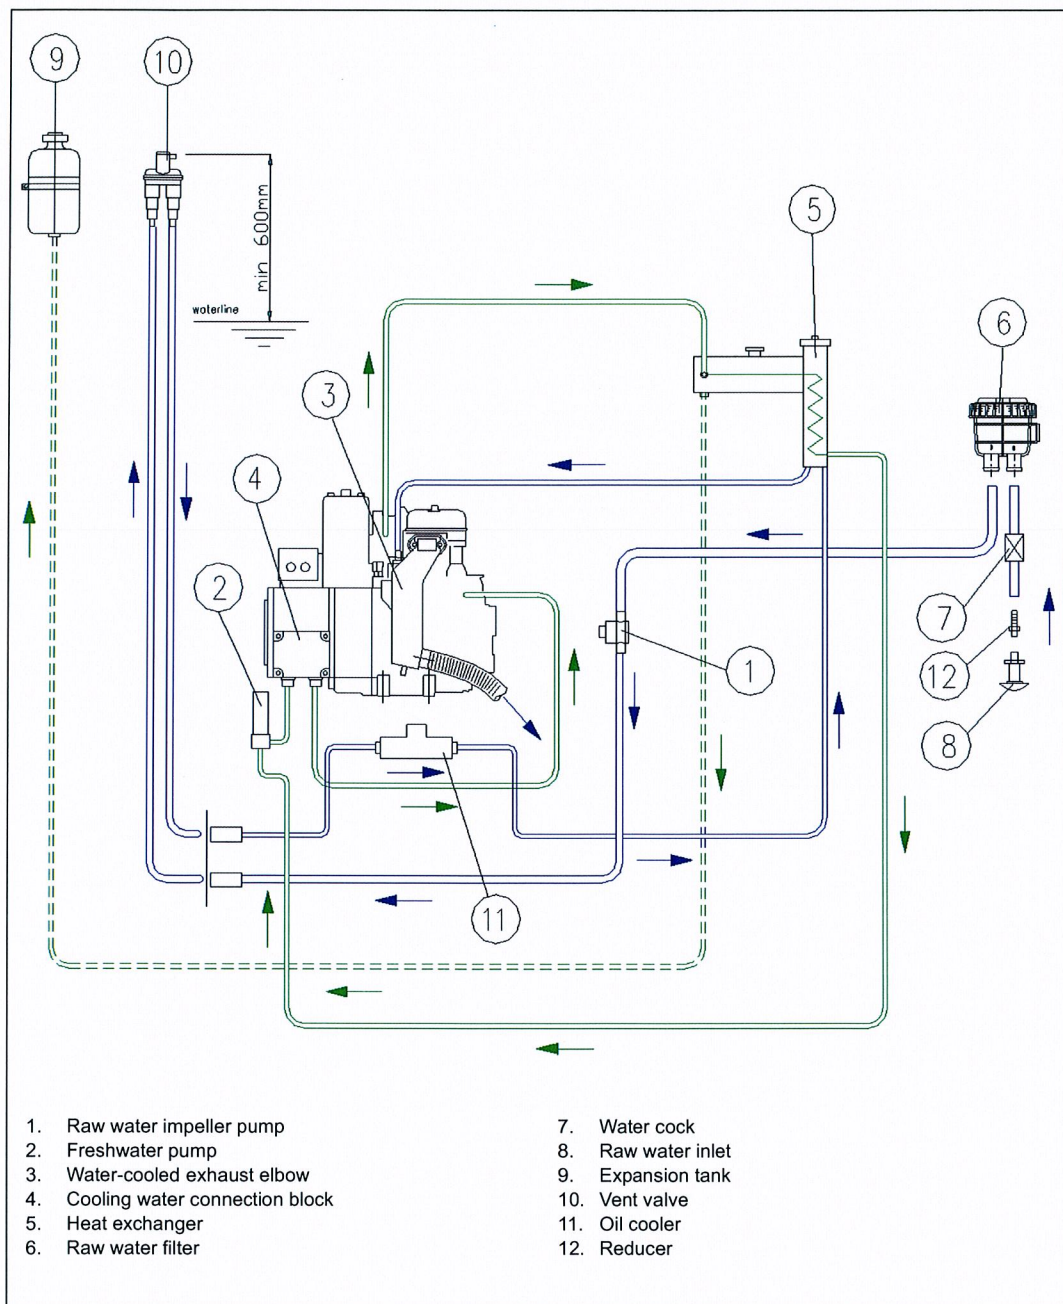 9
10
5
min 600mm
waterline
6
3
4
2
7
1
12
8
11
1. Raw water impeller pump
2. Freshwater pump
3. Water-cooled exhaust elbow
4. Cooling water connection block
5. Heat exchanger
6. Raw water filter
7. Water cock
8. Raw water inlet
9. Expansion tank
10. Vent valve
11. Oil cooler
12. Reducer